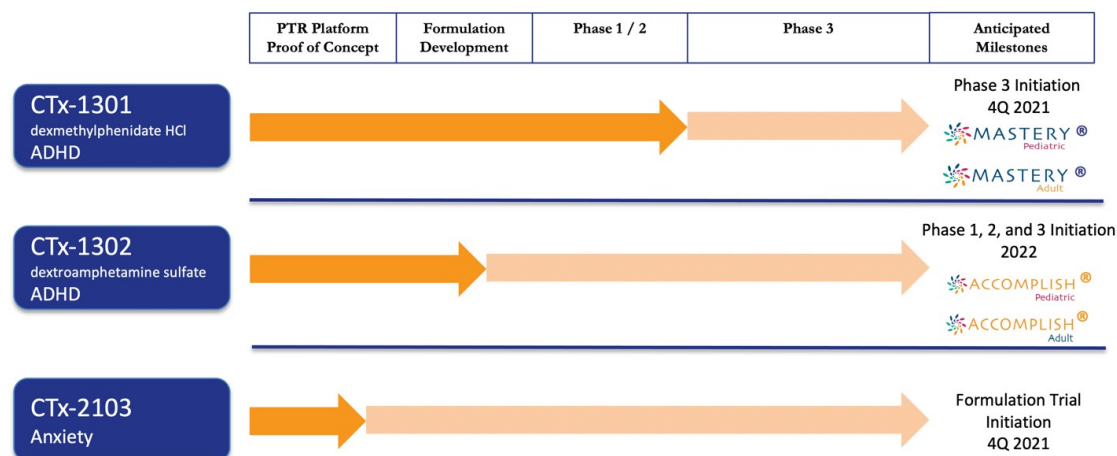 PTR Platform
Proof of Concept
Formulation
Development
Phase 1 / 2
Phase 3
Anticipated
Milestones
CTx-1301
dexmethylphenidate HCl
ADHD
Phase 3 Initiation
4Q 2021
MASTERY ®
Pediatric
MASTERY ®
Adult
CTx-1302
dextroamphetamine sulfate
ADHD
Phase 1, 2, and 3 Initiation
2022
ACCOMPLISH ®
Pediatric
ACCOMPLISH ®
Adult
CTx-2103
Anxiety
Formulation Trial
Initiation
4Q 2021